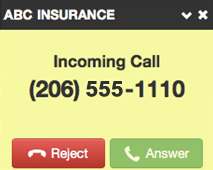 ABC INSURANCE
Incoming Call
(206) 555-1110
Reject Answer